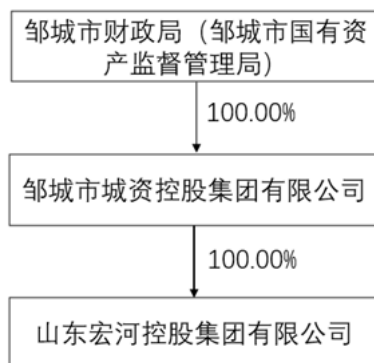 邹城市财政局（邹城市国有资
产监督管理局）
100.00%
邹城市城资控股集团有限公司
100.00%
山东宏河控股集团有限公司